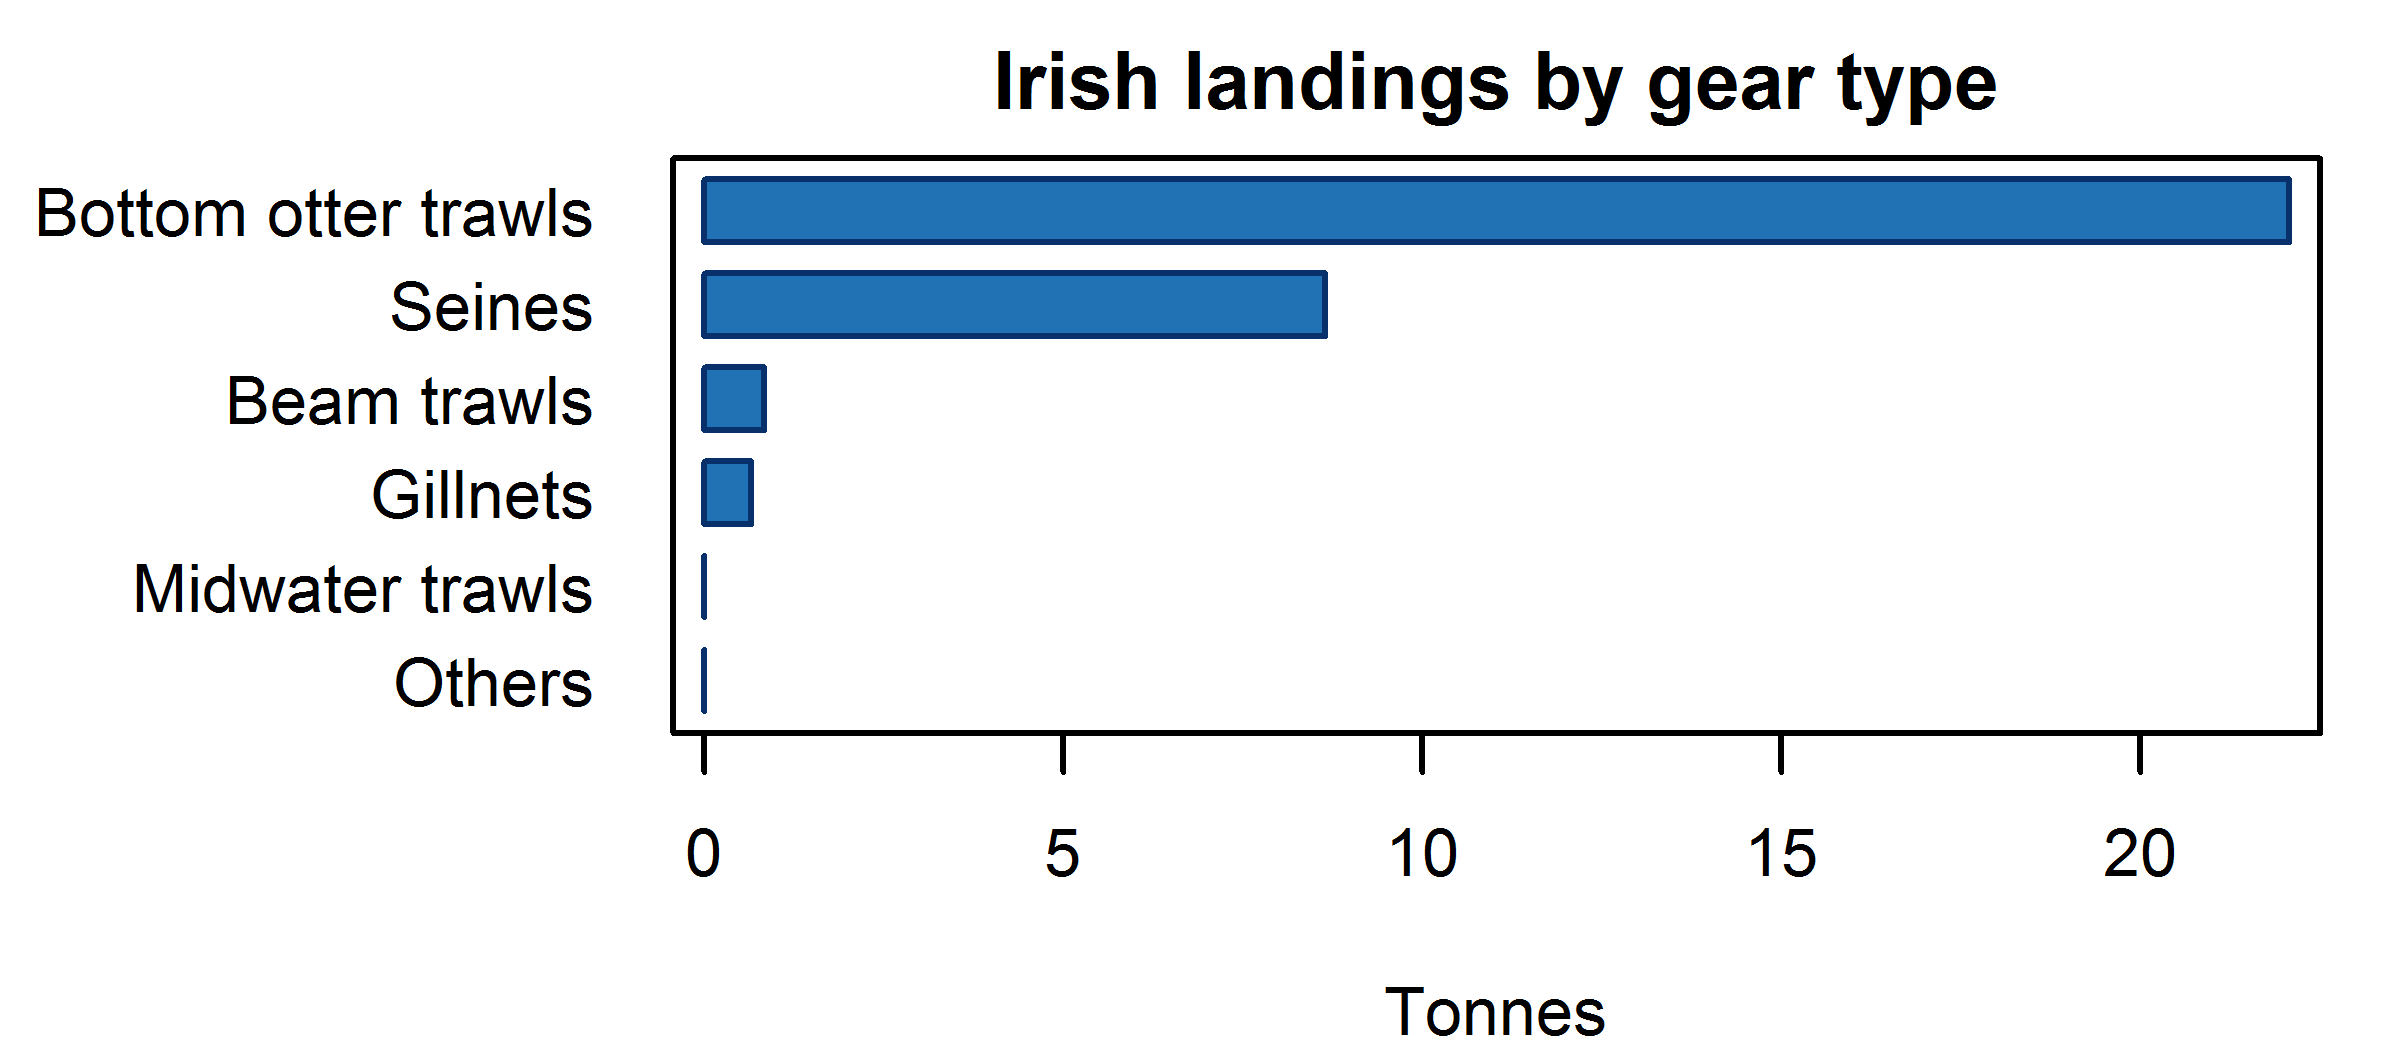 Irish landings by gear type
Bottom otter trawls
Seines
Beam trawls
Gillnets
Midwater trawls
Others
0 5 10 15 20
Tonnes